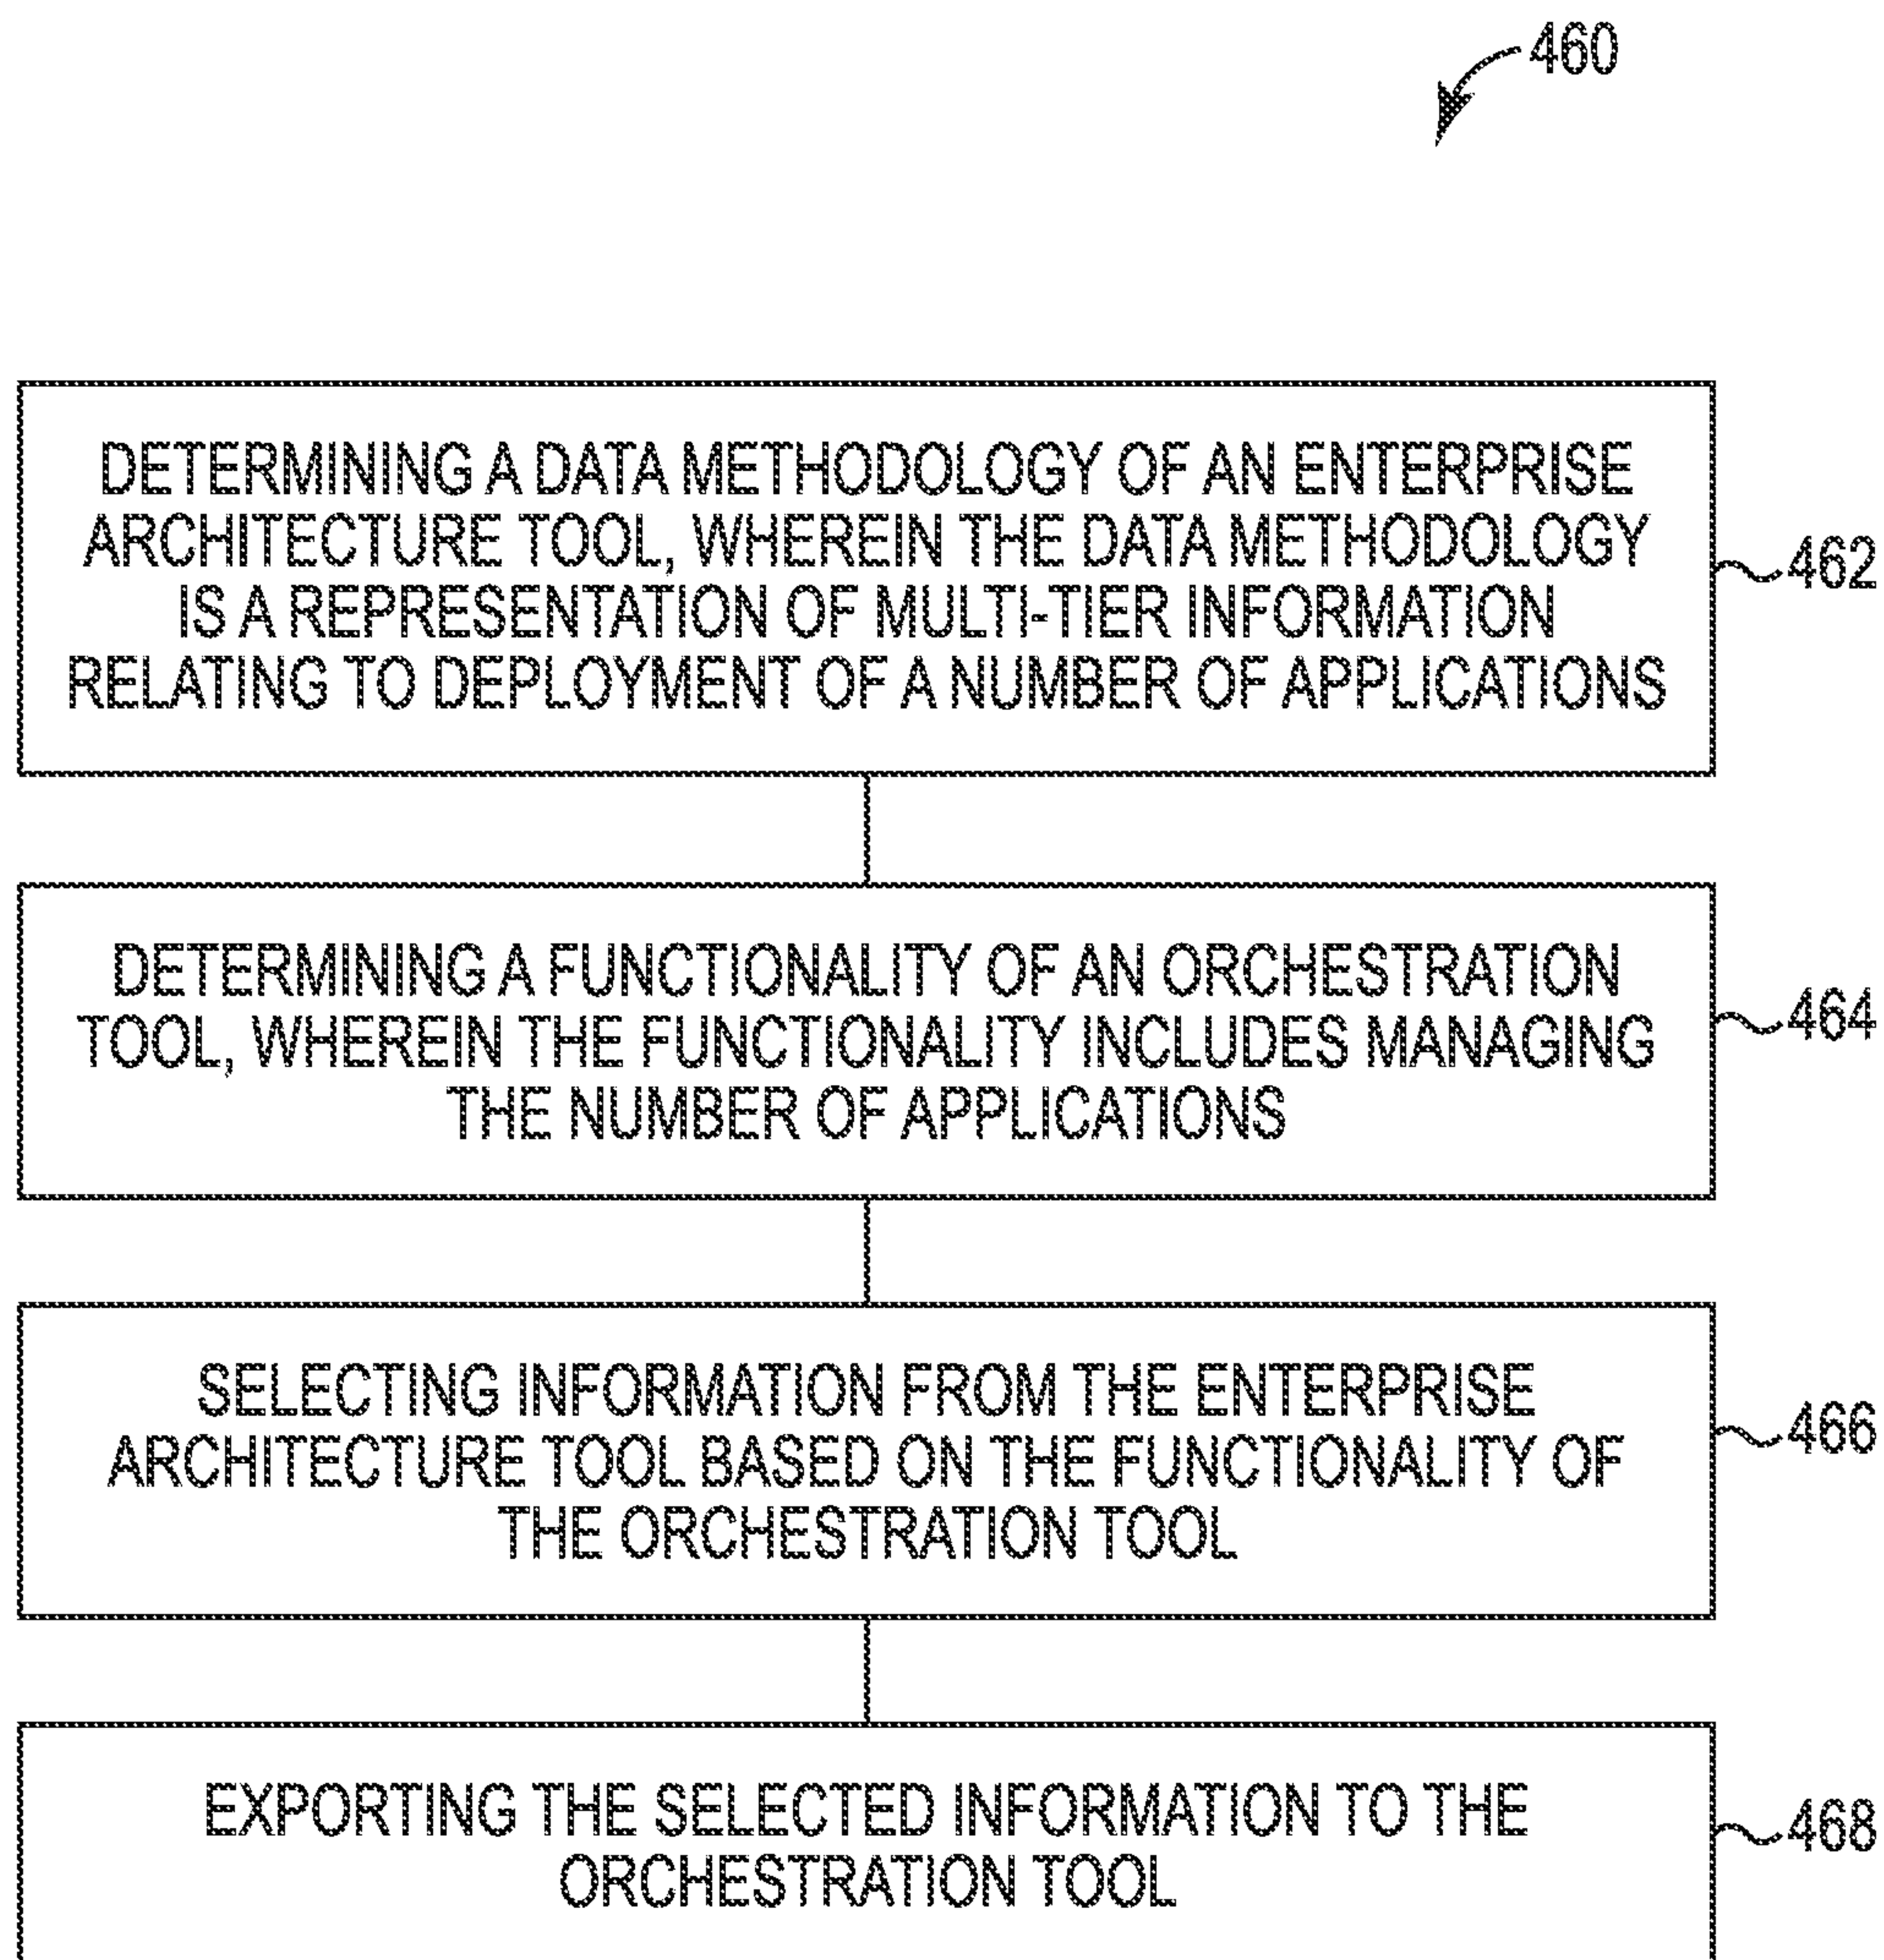 460
DETERMINING A DATA METHODOLOGY OF AN ENTERPRISE
ARCHITECTURE TOOL, WHEREIN THE DATA METHODOLOGY
IS A REPRESENTATION OF MULTI-TIER INFORMATION
RELATING TO DEPLOYMENT OF A NUMBER OF APPLICATIONS
462
DETERMINING A FUNCTIONALITY OF AN ORCHESTRATION
TOOL, WHEREIN THE FUNCTIONALITY INCLUDES MANAGING
THE NUMBER OF APPLICATIONS
464
SELECTING INFORMATION FROM THE ENTERPRISE
ARCHITECTURE TOOL BASED ON THE FUNCTIONALITY OF
THE ORCHESTRATION TOOL
466
EXPORTING THE SELECTED INFORMATION TO THE
ORCHESTRATION TOOL
468